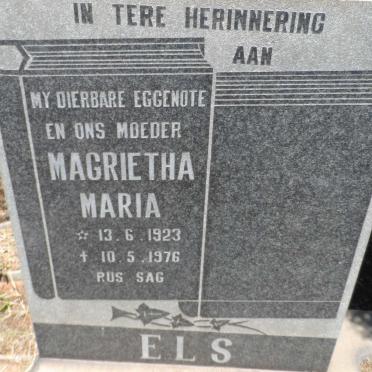 IN TERE HERINNERING
AAN
MY DIERBARE EGGENOTE
EN ONS MOEDER
MAGRIETHA
MARIA
☆ 13.6.1923
✝ 10.5.1976
RUS SAG
ELS